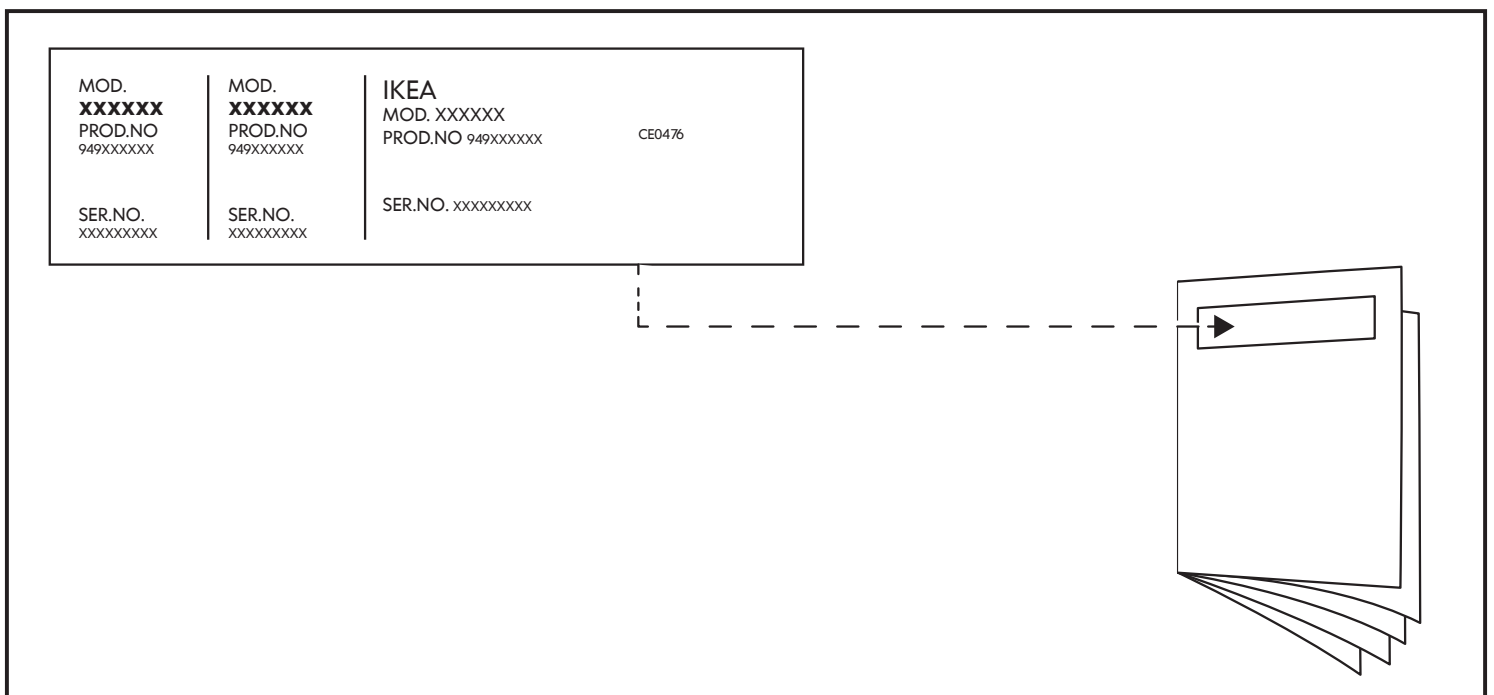 MOD.
XXXXXX
PROD.NO
949XXXXXX
SER.NO.
XXXXXXXXX
MOD.
XXXXXX
PROD.NO
949XXXXXX
SER.NO.
XXXXXXXXX
IKEA
MOD. XXXXXX
PROD.NO 949XXXXXX
CE0476
SER.NO. XXXXXXXXX